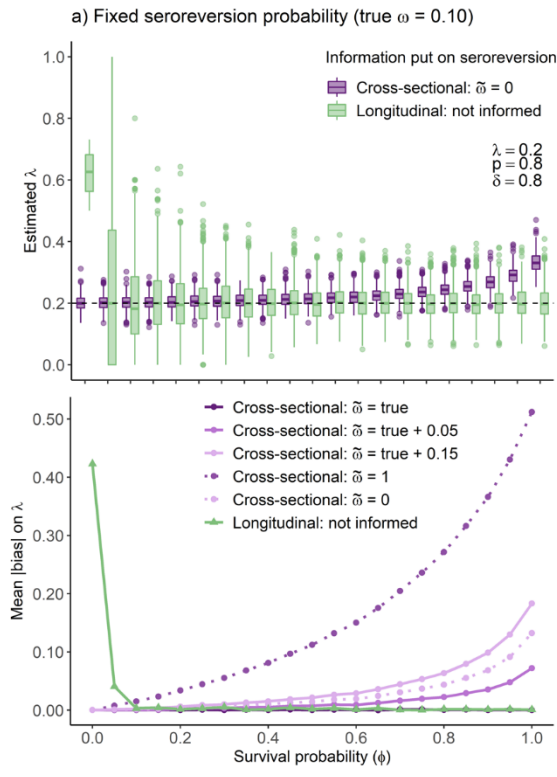 a) Fixed seroreversion probability (true ω = 0.10)
Information put on seroreversion
Cross-sectional: ω̃ = 0
Longitudinal: not informed
λ = 0.2
p = 0.8
δ = 0.8
Estimated λ
1.0
0.8
0.6
0.4
0.2
0.0
Cross-sectional: ω̃ = true
Cross-sectional: ω̃ = true + 0.05
Cross-sectional: ω̃ = true + 0.15
Cross-sectional: ω̃ = 1
Cross-sectional: ω̃ = 0
Longitudinal: not informed
Mean |bias| on λ
0.50
0.40
0.30
0.20
0.10
0.00
0.0 0.2 0.4 0.6 0.8 1.0
Survival probability (ϕ)